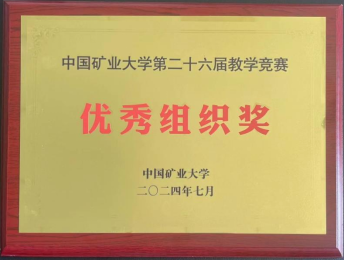 中国矿业大学第二十六届教学竞赛
优秀组织奖
中国矿业大学
二〇二四年七月